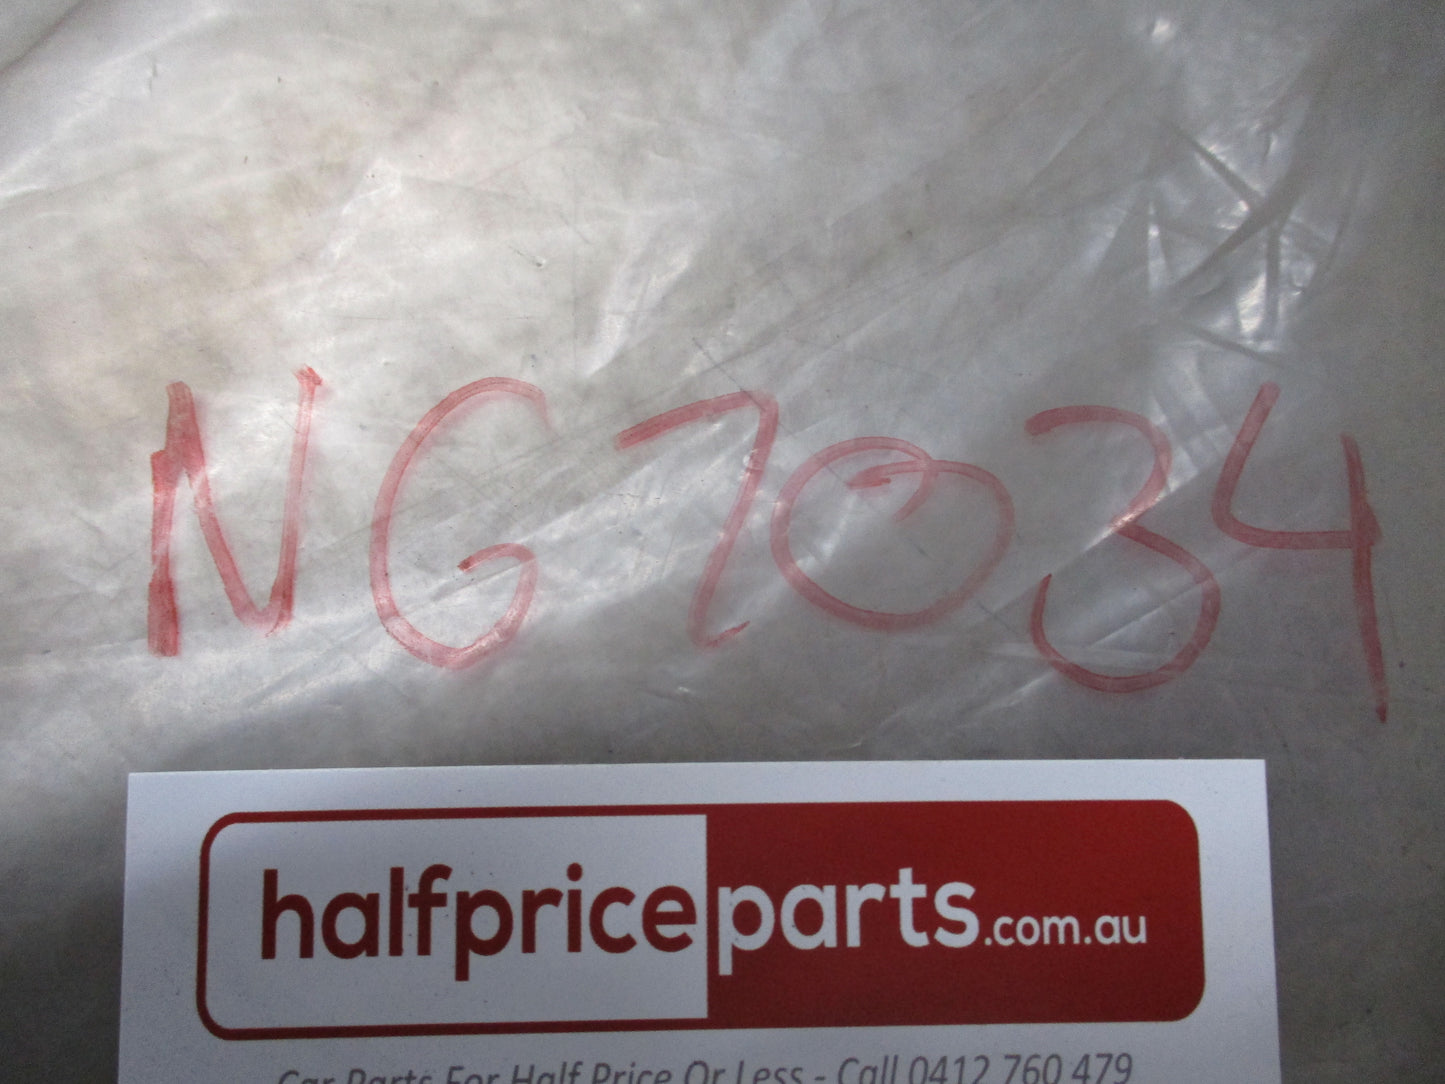 NG7034
halfpriceparts.com.au
Car Parts For Half Price Or Less - Call 0412 760 479